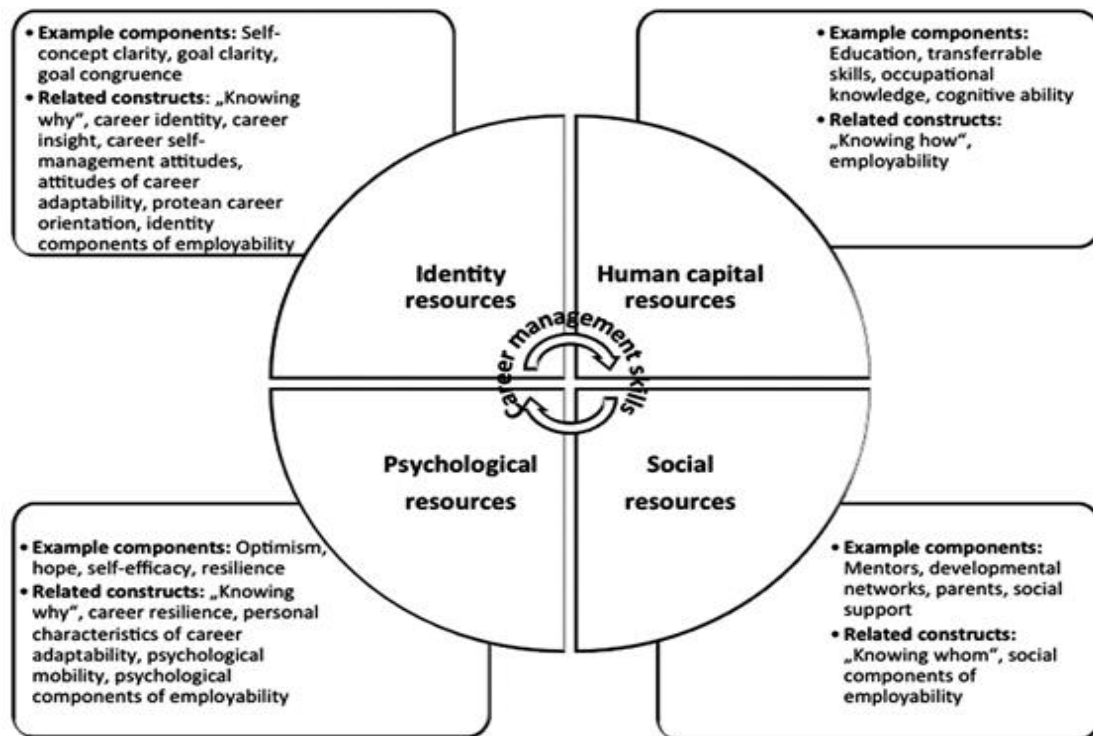 • Example components: Self-
concept clarity, goal clarity,
goal congruence
• Related constructs: „Knowing
why“, career identity, career
insight, career self-
management attitudes,
attitudes of career
adaptability, protean career
orientation, identity
components of employability
• Example components:
Education, transferrable
skills, occupational
knowledge, cognitive ability
• Related constructs:
„Knowing how“,
employability
Identity
resources
Human capital
resources
Career management skills
Psychological
resources
Social
resources
• Example components: Optimism,
hope, self-efficacy, resilience
• Related constructs: „Knowing
why“, career resilience, personal
characteristics of career
adaptability, psychological
mobility, psychological
components of employability
• Example components:
Mentors, developmental
networks, parents, social
support
• Related constructs:
„Knowing whom“, social
components of
employability